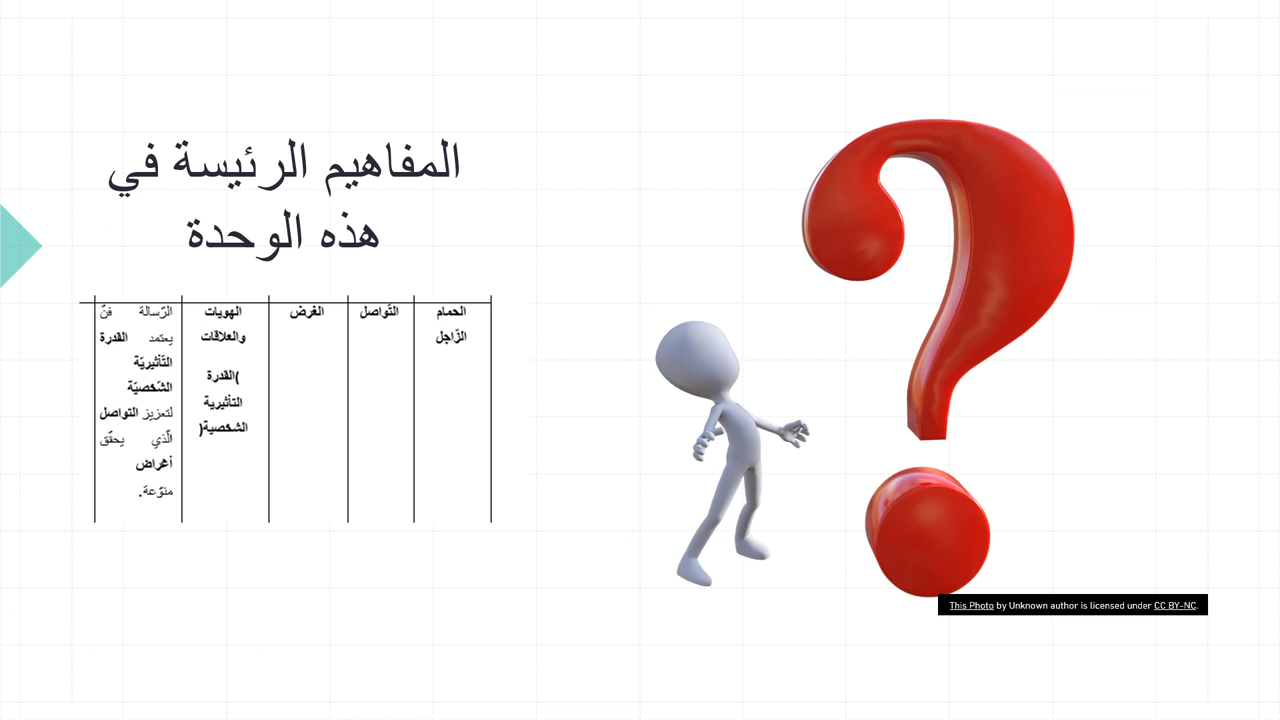 المفاهيم الرئيسة في
هذه الوحدة
الحمام
الزّاجل
التّواصل
الغرض
الهويات
والعلاقات
)القدرة
التأثيرية
الشخصية(
الرّسالة فنّ
يعتمد القدرة
التّأثيريّة
الشّخصيّة
لتعزيز التواصل
الّذي يحقّق
أغراض
منوّعة.
This Photo by Unknown author is licensed under CC BY-NC.